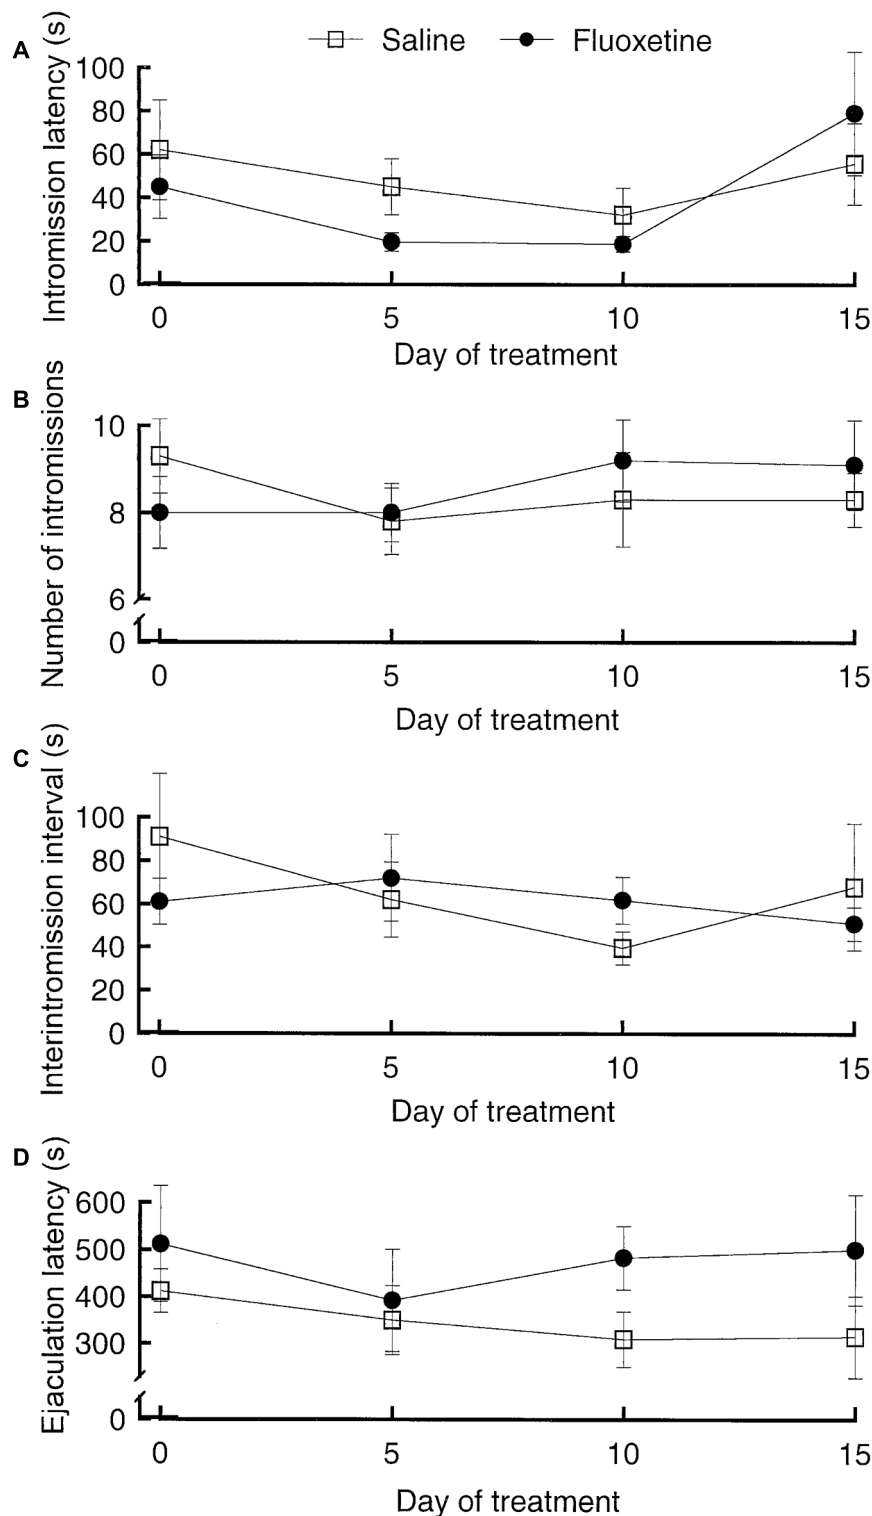 Saline Fluoxetine
A
Intromission latency (s)
100
80
60
40
20
0
0 5 10 15
Day of treatment
B
Number of intromissions
10
8
6
0
0 5 10 15
Day of treatment
C
Interintromission interval (s)
100
80
60
40
20
0
0 5 10 15
Day of treatment
D
Ejaculation latency (s)
600
500
400
300
0
0 5 10 15
Day of treatment